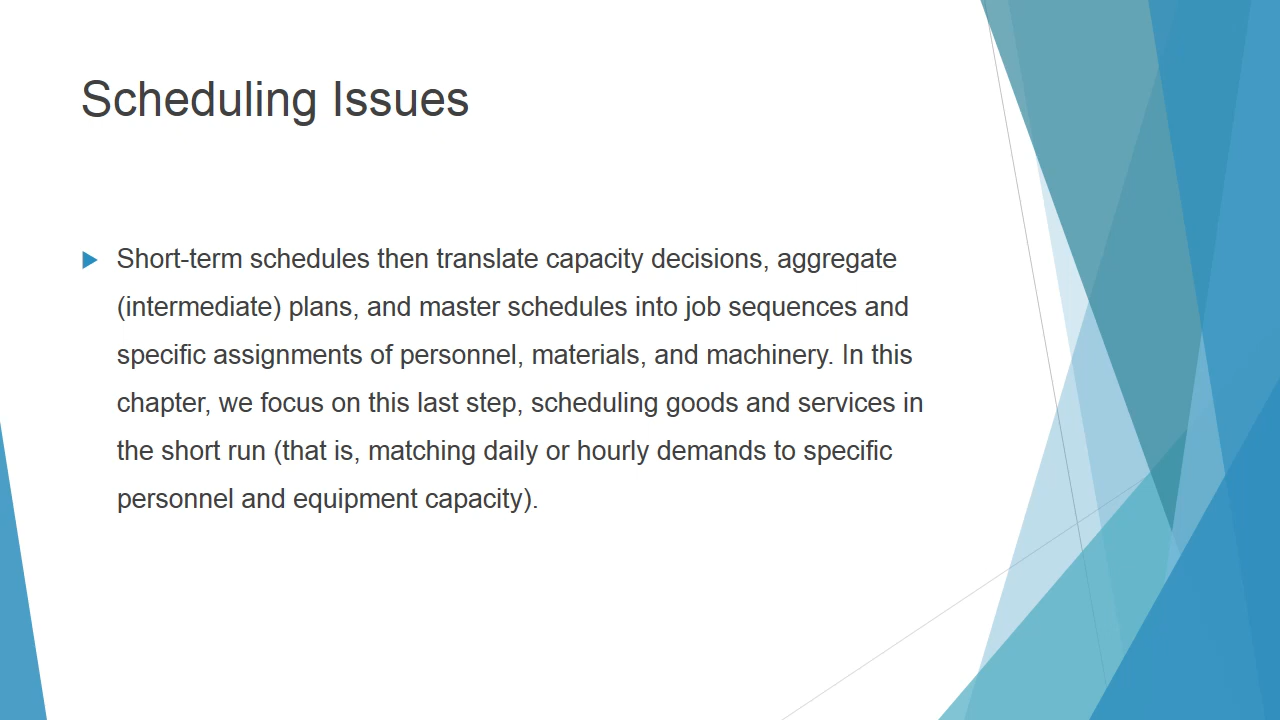 Scheduling Issues
Short-term schedules then translate capacity decisions, aggregate
(intermediate) plans, and master schedules into job sequences and
specific assignments of personnel, materials, and machinery. In this
chapter, we focus on this last step, scheduling goods and services in
the short run (that is, matching daily or hourly demands to specific
personnel and equipment capacity).